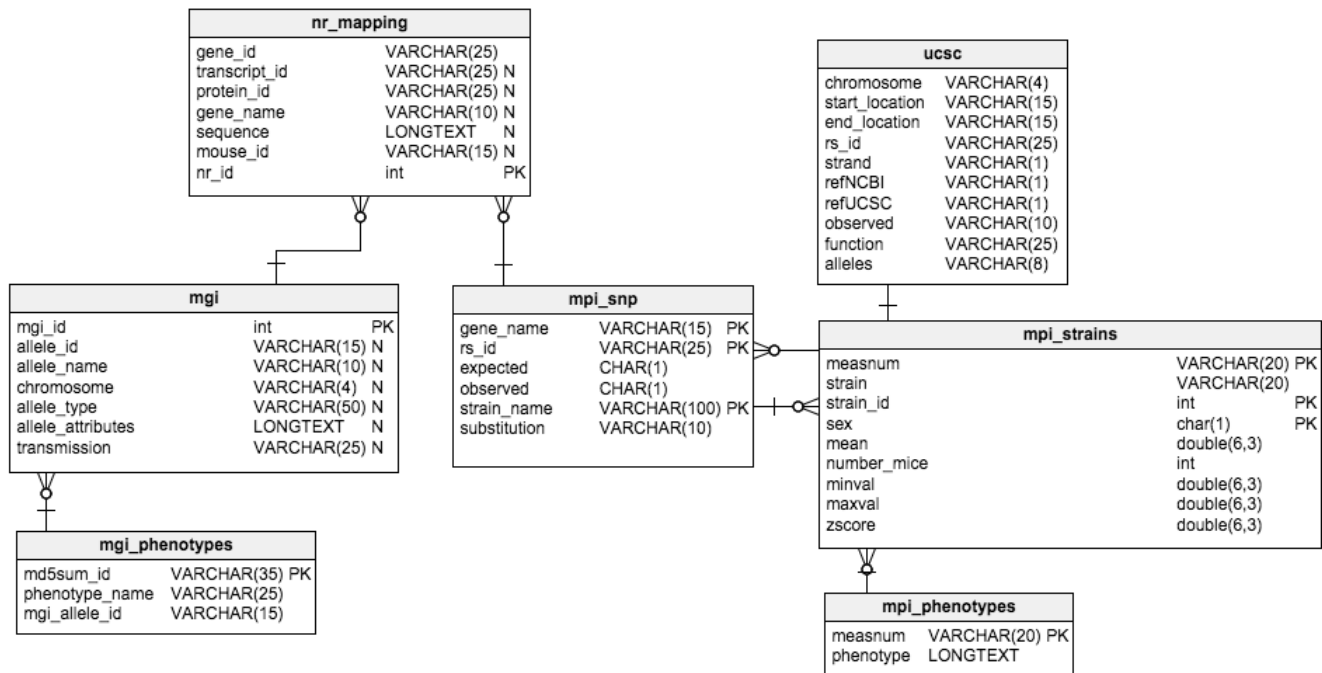 nr_mapping
gene_id VARCHAR(25)
transcript_id VARCHAR(25) N
protein_id VARCHAR(25) N
gene_name VARCHAR(10) N
sequence LONGTEXT N
mouse_id VARCHAR(15) N
nr_id int PK
ucsc
chromosome VARCHAR(4)
start_location VARCHAR(15)
end_location VARCHAR(15)
rs_id VARCHAR(25)
strand VARCHAR(1)
refNCBI VARCHAR(1)
refUCSC VARCHAR(1)
observed VARCHAR(10)
function VARCHAR(25)
alleles VARCHAR(8)
mgi
mgi_id int PK
allele_id VARCHAR(15) N
allele_name VARCHAR(10) N
chromosome VARCHAR(4) N
allele_type VARCHAR(50) N
allele_attributes LONGTEXT N
transmission VARCHAR(25) N
mpi_snp
gene_name VARCHAR(15) PK
rs_id VARCHAR(25) PK
expected CHAR(1)
observed CHAR(1)
strain_name VARCHAR(100) PK
substitution VARCHAR(10)
mpi_strains
measnum VARCHAR(20) PK
strain VARCHAR(20)
strain_id int PK
sex char(1) PK
mean double(6,3)
number_mice int
minval double(6,3)
maxval double(6,3)
zscore double(6,3)
mgi_phenotypes
md5sum_id VARCHAR(35) PK
phenotype_name VARCHAR(25)
mgi_allele_id VARCHAR(15)
mpi_phenotypes
measnum VARCHAR(20) PK
phenotype LONGTEXT